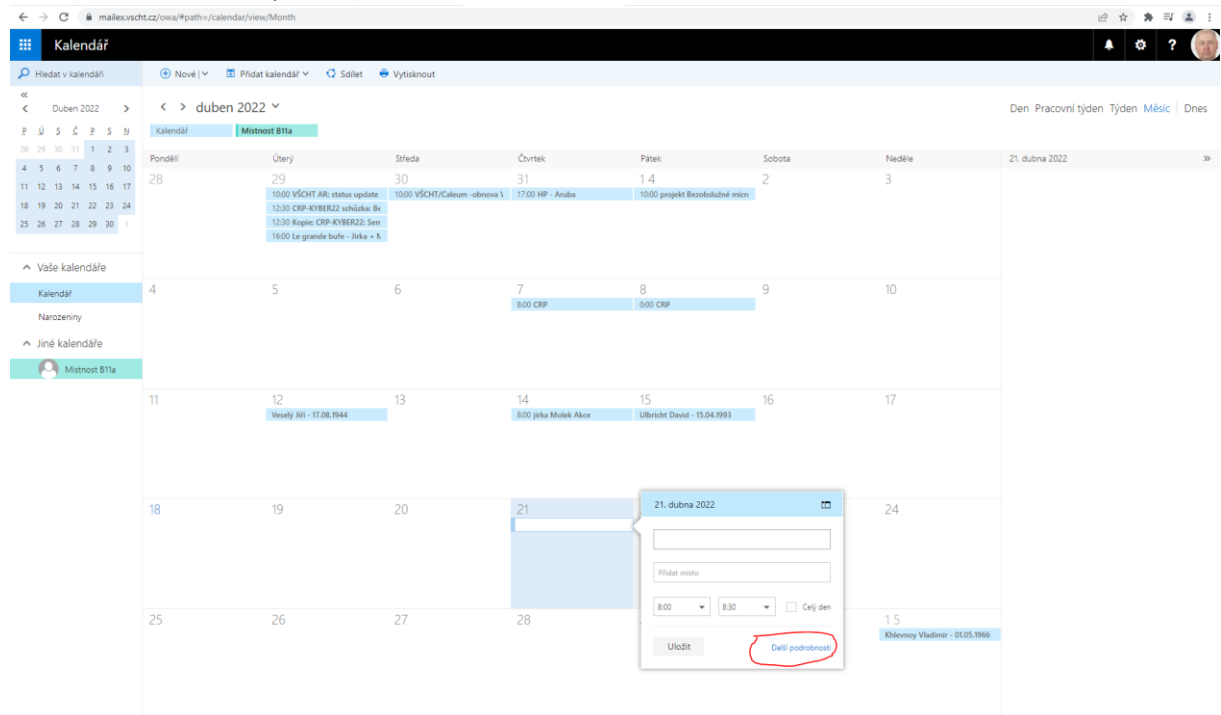 mailex.vscht.cz/owa/#path=/calendar/view/Month
Kalendář
?
Hledat v kalendáři
Nové
Přidat kalendář
Sdílet
Vytisknout
«
< Duben 2022 >
P Ú S Č P S N
28 29 30 31 1 2 3
4 5 6 7 8 9 10
11 12 13 14 15 16 17
18 19 20 21 22 23 24
25 26 27 28 29 30 1
Vaše kalendáře
Kalendář
Narozeniny
Jiné kalendáře
Mistnost B11a
< > duben 2022
Den Pracovní týden Týden Měsíc Dnes
Kalendář
Mistnost B11a
Pondělí Úterý Středa Čtvrtek Pátek Sobota Neděle
21. dubna 2022 »
28 29 30 31 1 4 2 3
10:00 VŠCHT AR: status update
10:00 VŠCHT/Caleum -obnova
17:00 HP - Aruba
10:00 projekt Bezobslužné
12:30 CRP-KYBER22 schůzka: Be
12:30 Kopie: CRP-KYBER22: Sem
16:00 Le grande bufe - Jirka +
4 5 6 7 8 9 10
8:00 CRP
0:00 CRP
11 12 13 14 15 16 17
Veselý Jiří - 17.08.1944
8:00 jirka Molek Akce
Ulbricht David - 15.04.1993
18 19 20 21 24
21. dubna 2022
Přidat místo
8:00 8:30 Celý den
Uložit Další podrobnosti
25 26 27 28 1 5
Khlevnoy Vladimir - 01.05.1966